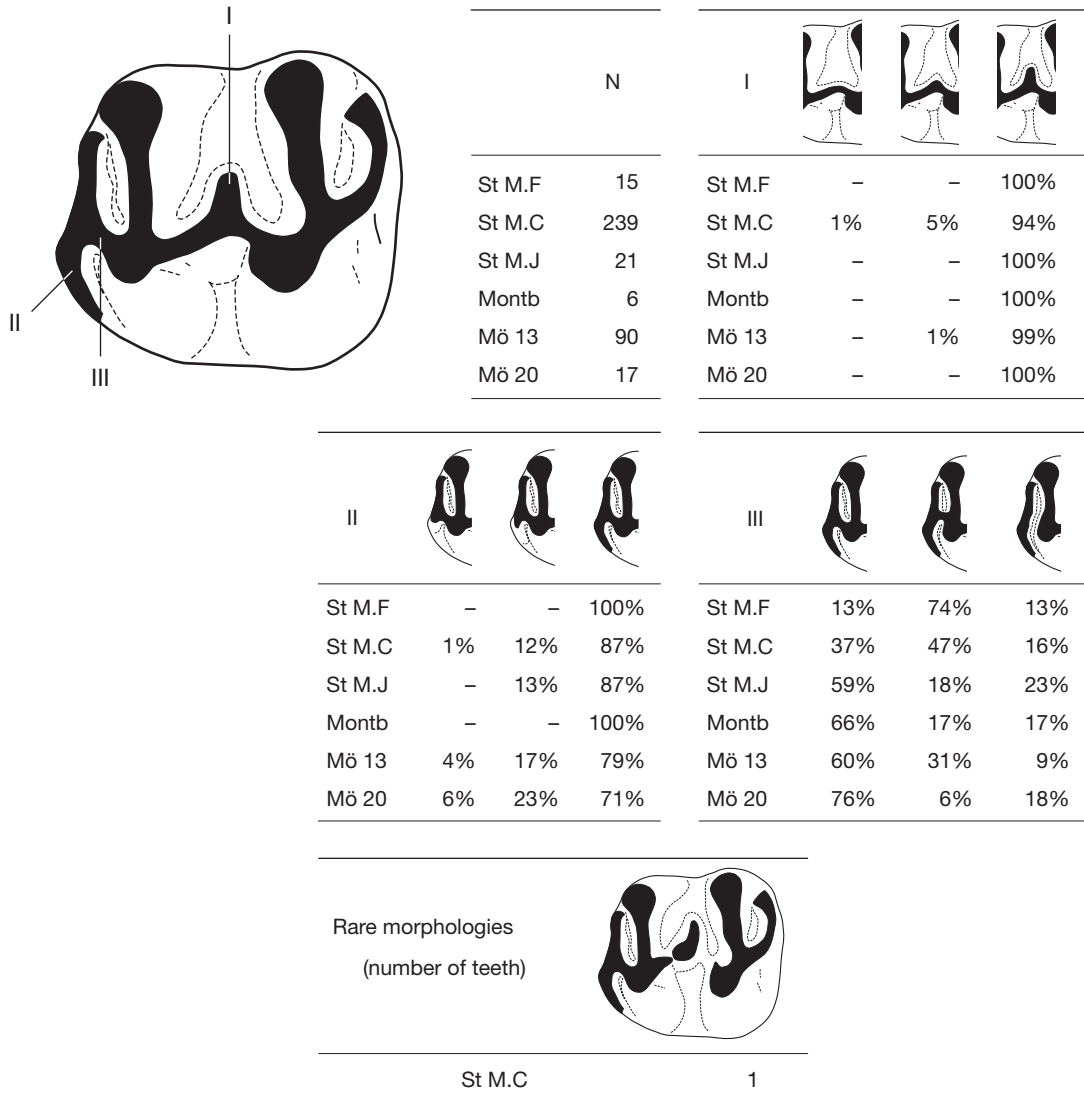 I
II
III
N
St M.F 15
St M.C 239
St M.J 21
Montb 6
Mö 13 90
Mö 20 17
I
St M.F – – 100%
St M.C 1% 5% 94%
St M.J – – 100%
Montb – – 100%
Mö 13 – 1% 99%
Mö 20 – – 100%
II
St M.F – – 100%
St M.C 1% 12% 87%
St M.J – 13% 87%
Montb – – 100%
Mö 13 4% 17% 79%
Mö 20 6% 23% 71%
III
St M.F 13% 74% 13%
St M.C 37% 47% 16%
St M.J 59% 18% 23%
Montb 66% 17% 17%
Mö 13 60% 31% 9%
Mö 20 76% 6% 18%
Rare morphologies
(number of teeth)
St M.C 1